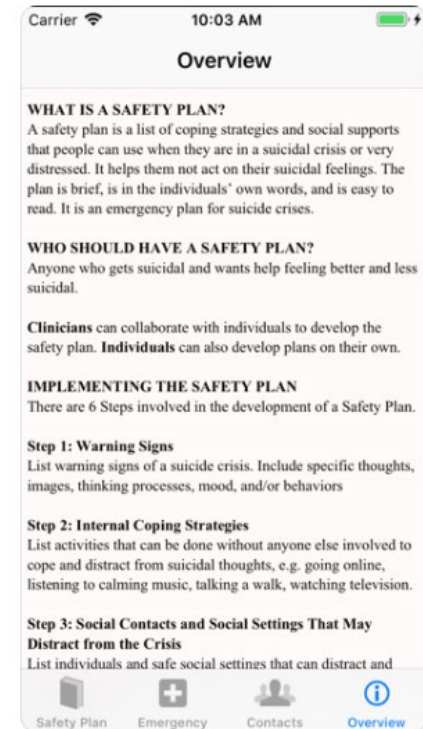 Carrier 10:03 AM
Overview
WHAT IS A SAFETY PLAN?
A safety plan is a list of coping strategies and social supports
that people can use when they are in a suicidal crisis or very
distressed. It helps them not act on their suicidal feelings. The
plan is brief, is in the individuals’ own words, and is easy to
read. It is an emergency plan for suicide crises.
WHO SHOULD HAVE A SAFETY PLAN?
Anyone who gets suicidal and wants help feeling better and less
suicidal.
Clinicians can collaborate with individuals to develop the
safety plan. Individuals can also develop plans on their own.
IMPLEMENTING THE SAFETY PLAN
There are 6 Steps involved in the development of a Safety Plan.
Step 1: Warning Signs
List warning signs of a suicide crisis. Include specific thoughts,
images, thinking processes, mood, and/or behaviors
Step 2: Internal Coping Strategies
List activities that can be done without anyone else involved to
cope and distract from suicidal thoughts, e.g. going online,
listening to calming music, talking a walk, watching television.
Step 3: Social Contacts and Social Settings That May
Distract from the Crisis
List individuals and safe social settings that can distract and
Safety Plan Emergency Contacts Overview